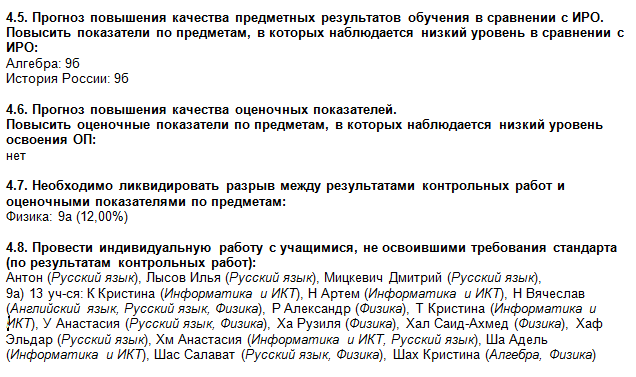 4.5. Прогноз повышения качества предметных результатов обучения в сравнении с ИРО.
Повысить показатели по предметам, в которых наблюдается низкий уровень в сравнении с
ИРО:
Алгебра: 9б
История России: 9б
4.6. Прогноз повышения качества оценочных показателей.
Повысить оценочные показатели по предметам, в которых наблюдается низкий уровень
освоения ОП:
нет
4.7. Необходимо ликвидировать разрыв между результатами контрольных работ и
оценочными показателями по предметам:
Физика: 9а (12,00%)
4.8. Провести индивидуальную работу с учащимися, не освоившими требования стандарта
(по результатам контрольных работ):
Антон (Русский язык), Лысов Илья (Русский язык), Мицкевич Дмитрий (Русский язык),
9а) 13 уч-ся: К Кристина (Информатика и ИКТ), Н Артем (Информатика и ИКТ), Н Вячеслав
(Английский язык, Русский язык, Физика), Р Александр (Физика), Т Кристина (Информатика и
ИКТ), У Анастасия (Русский язык, Физика), Ха Рузиля (Физика), Хал Саид-Ахмед (Физика), Хаф
Эльдар (Русский язык), Хм Анастасия (Информатика и ИКТ, Русский язык), Ша Адель
(Информатика и ИКТ), Шас Салават (Русский язык, Физика), Шах Кристина (Алгебра, Физика)